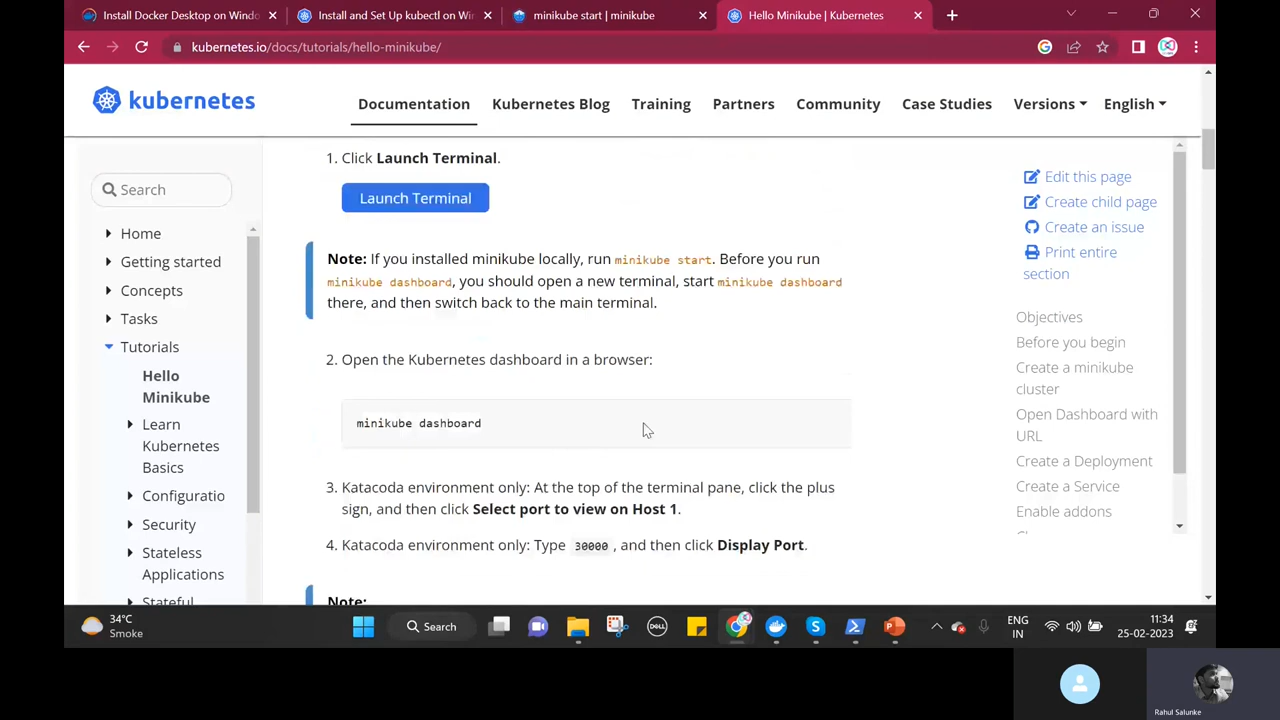 Install Docker Desktop on Windo
Install and Set Up kubectl on Win
minikube start | minikube
Hello Minikube | Kubernetes
kubernetes.io/docs/tutorials/hello-minikube/
kubernetes
Documentation
Kubernetes Blog
Training
Partners
Community
Case Studies
Versions
English
Search
Home
Getting started
Concepts
Tasks
Tutorials
Hello
Minikube
Learn
Kubernetes
Basics
Configuratio
Security
Stateless
Applications
Stateful
1. Click Launch Terminal.
Launch Terminal
Note: If you installed minikube locally, run minikube start. Before you run
minikube dashboard, you should open a new terminal, start minikube dashboard
there, and then switch back to the main terminal.
2. Open the Kubernetes dashboard in a browser:
minikube dashboard
3. Katacoda environment only: At the top of the terminal pane, click the plus
sign, and then click Select port to view on Host 1.
4. Katacoda environment only: Type 30000 , and then click Display Port.
Note:
Edit this page
Create child page
Create an issue
Print entire
section
Objectives
Before you begin
Create a minikube
cluster
Open Dashboard with
URL
Create a Deployment
Create a Service
Enable addons
34°C
Smoke
Search
DELL
ENG
IN
11:34
25-02-2023
Rahul Salunke